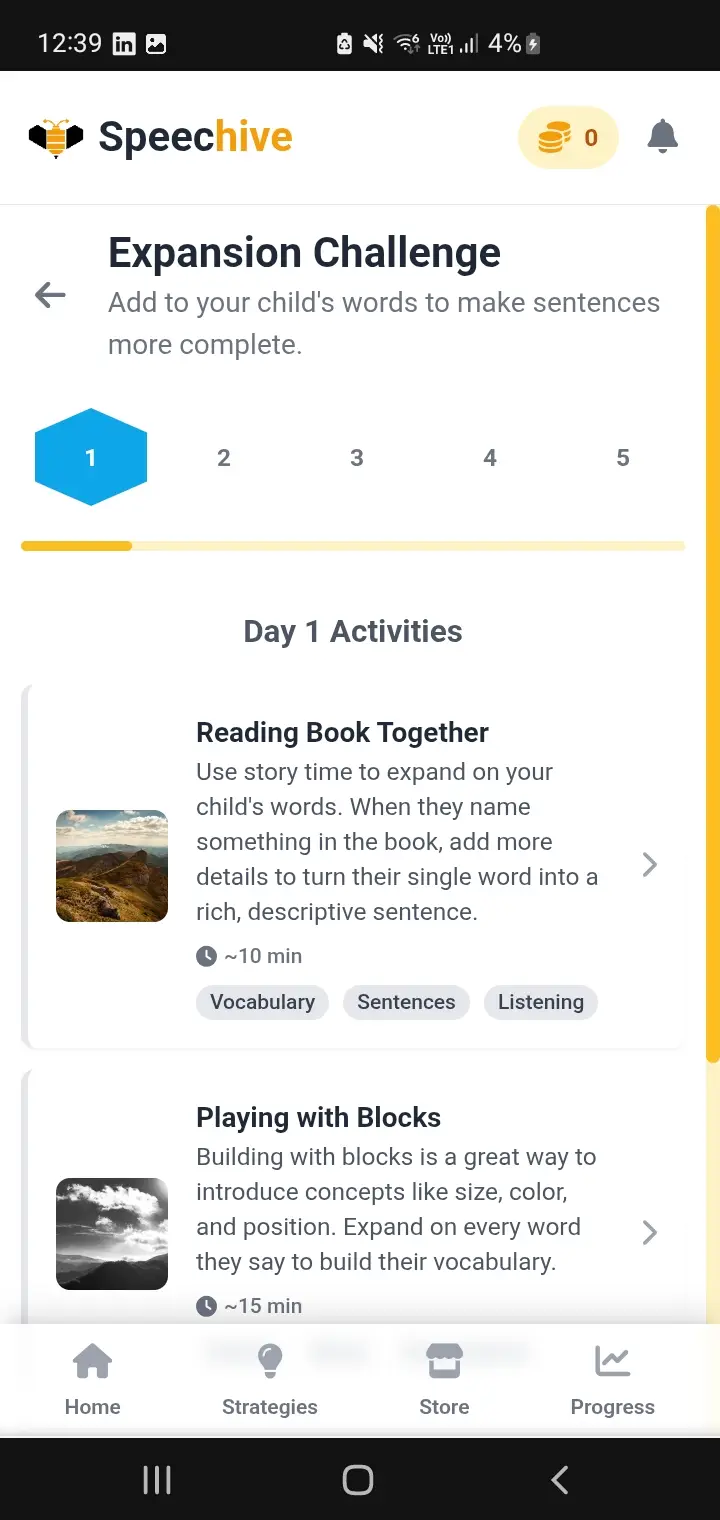 12:39
Vo))
LTE1
6
4%
Speechive
0
Expansion Challenge
Add to your child's words to make sentences
more complete.
1 2 3 4 5
Day 1 Activities
Reading Book Together
Use story time to expand on your
child's words. When they name
something in the book, add more
details to turn their single word into a
rich, descriptive sentence.
~10 min
Vocabulary Sentences Listening
Playing with Blocks
Building with blocks is a great way to
introduce concepts like size, color,
and position. Expand on every word
they say to build their vocabulary.
~15 min
Home Strategies Store Progress